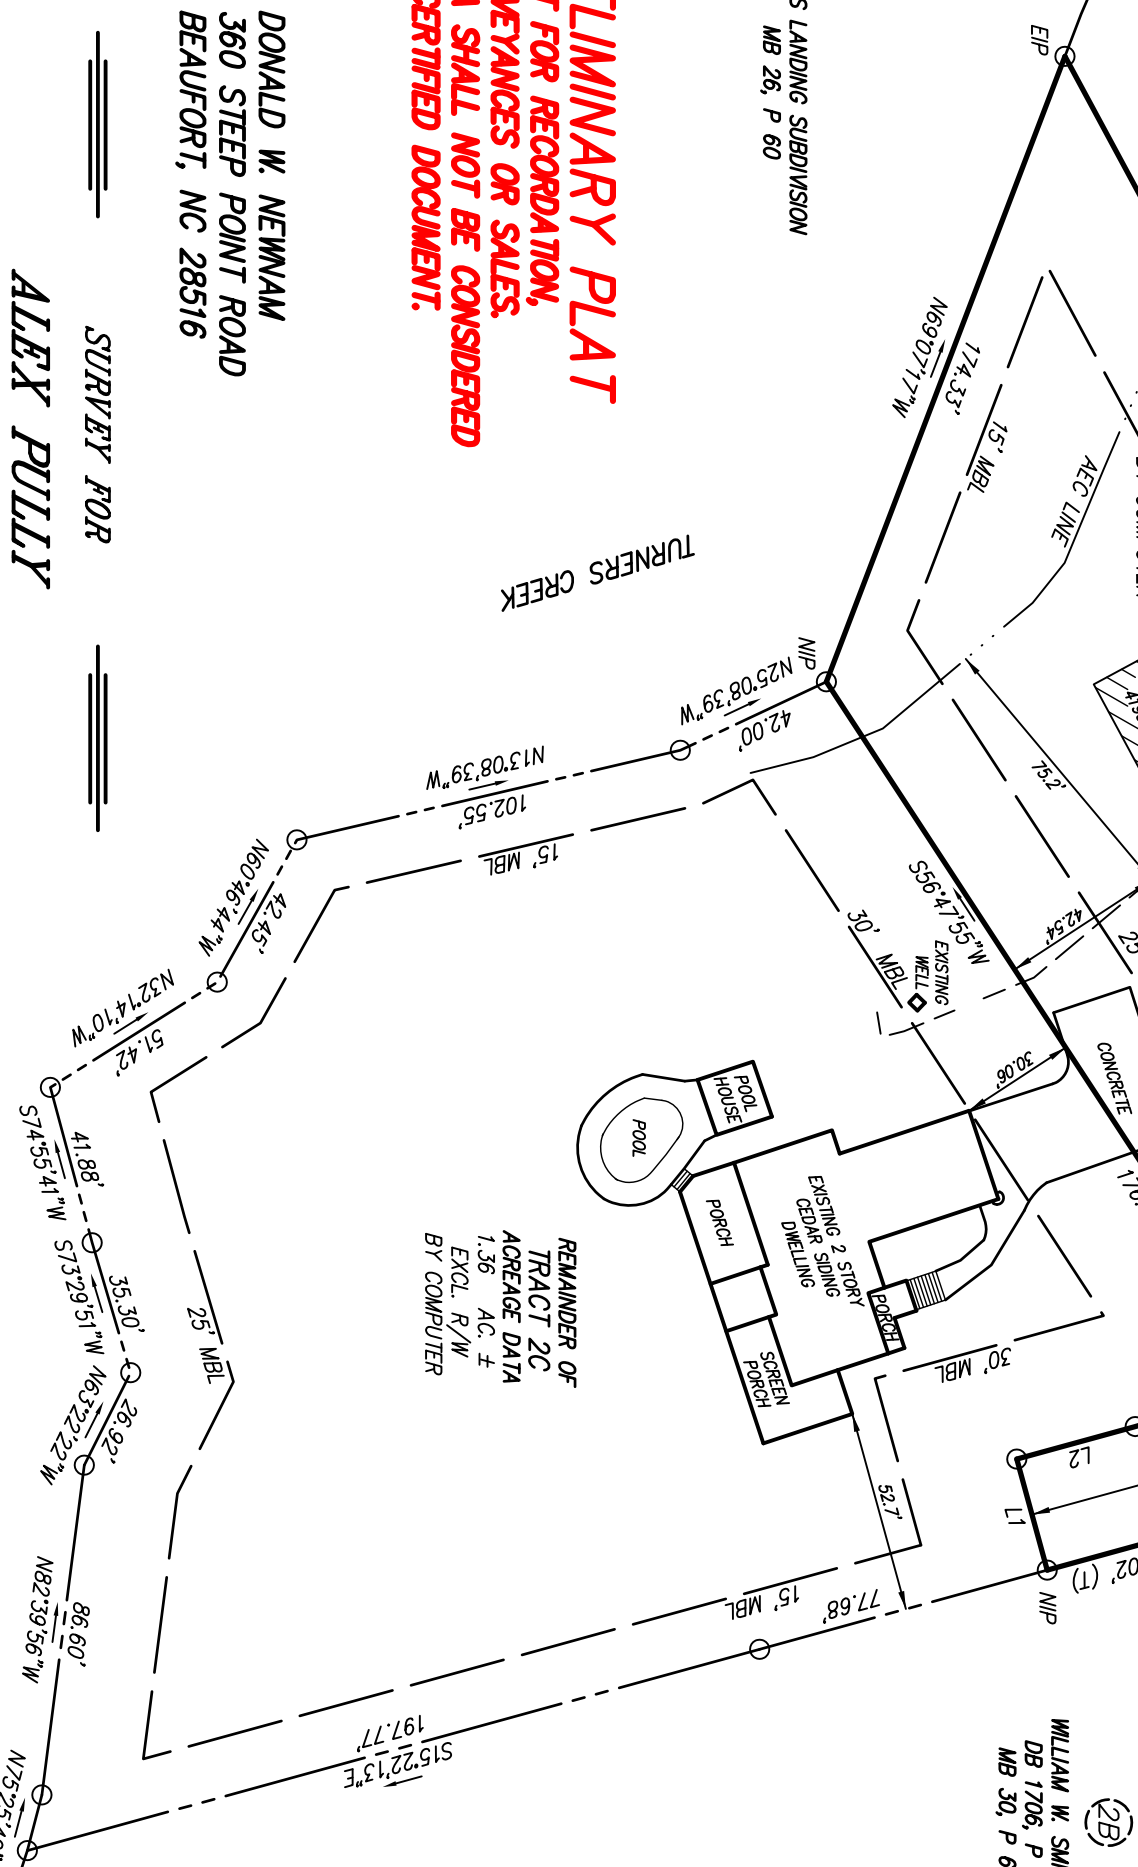 S LANDING SUBDIVISION
MB 26, P 60
ELIMINARY PLAT
T FOR RECORDATION,
VEYANCES OR SALES.
A SHALL NOT BE CONSIDERED
CERTIFIED DOCUMENT.
DONALD W. NEWNAM
360 STEEP POINT ROAD
BEAUFORT, NC 28516
SURVEY FOR
ALEX PULLY
EIP
N69°07'17"W
174.33'
15' MBL
AEC LINE
TURNERS CREEK
NIP
N25°08'39"W
42.00'
N13°08'39"W
102.55'
15' MBL
N60°46'44"W
42.45'
N32°14'10"W
51.42'
41.88'
S74°55'41"W
35.30'
S73°29'51"W
26.92'
N63°22'22"W
86.60'
N82°39'56"W
25' MBL
75.2'
42.54'
25
S56°47'55"W
30' MBL
EXISTING
WELL
30.06'
CONCRETE
POOL
HOUSE
POOL
PORCH
EXISTING 2 STORY
CEDAR SIDING
DWELLING
PORCH
SCREEN
PORCH
REMAINDER OF
TRACT 2C
ACREAGE DATA
1.36 AC. ±
EXCL. R/W
BY COMPUTER
30' MBL
52.7'
L2
L1
02' (T)
NIP
77.68'
15' MBL
197.77'
S15°22'13"E
2B
WILLIAM W. SMI
DB 1706, P
MB 30, P 6